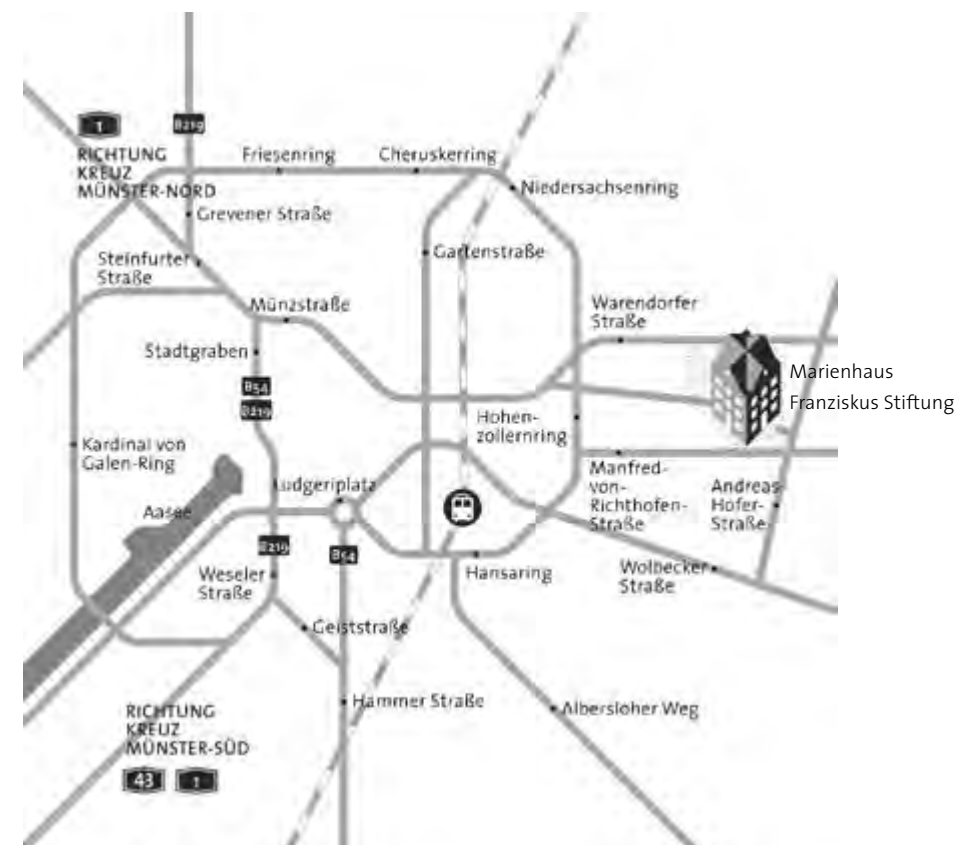 1
B219
RICHTUNG
KREUZ
MÜNSTER-NORD
Friesenring
Cheruskerring
Niedersachsenring
Grevener Straße
Steinfurter
Straße
Gartenstraße
Münzstraße
Warendorfer
Straße
Stadtgraben
Marienhaus
Franziskus Stiftung
B54
B219
Hohen-
zollernring
Kardinal von
Galen-Ring
Manfred-
von-
Richthofen-
Straße
Andreas-
Hofer-
Straße
Ludgeriplatz
Aasee
B219
B54
Weseler
Straße
Hansaring
Wolbecker
Straße
Geiststraße
Hammer Straße
Albersloher Weg
RICHTUNG
KREUZ
MÜNSTER-SÜD
43
1